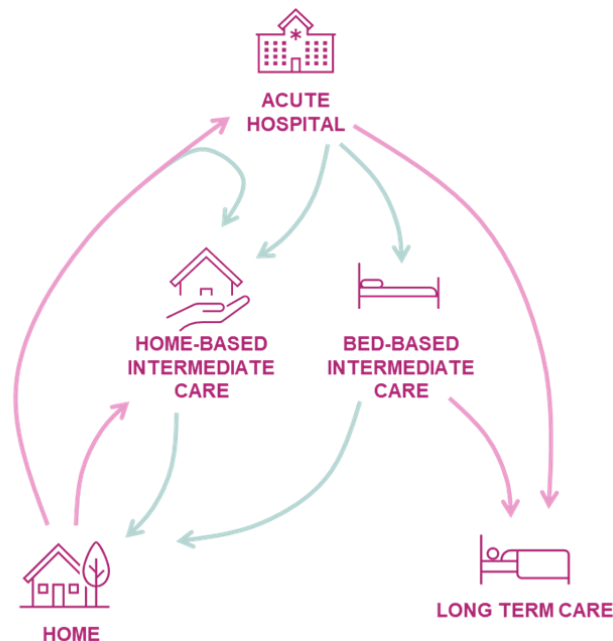 ACUTE
HOSPITAL
HOME-BASED
INTERMEDIATE
CARE
BED-BASED
INTERMEDIATE
CARE
HOME
LONG TERM CARE